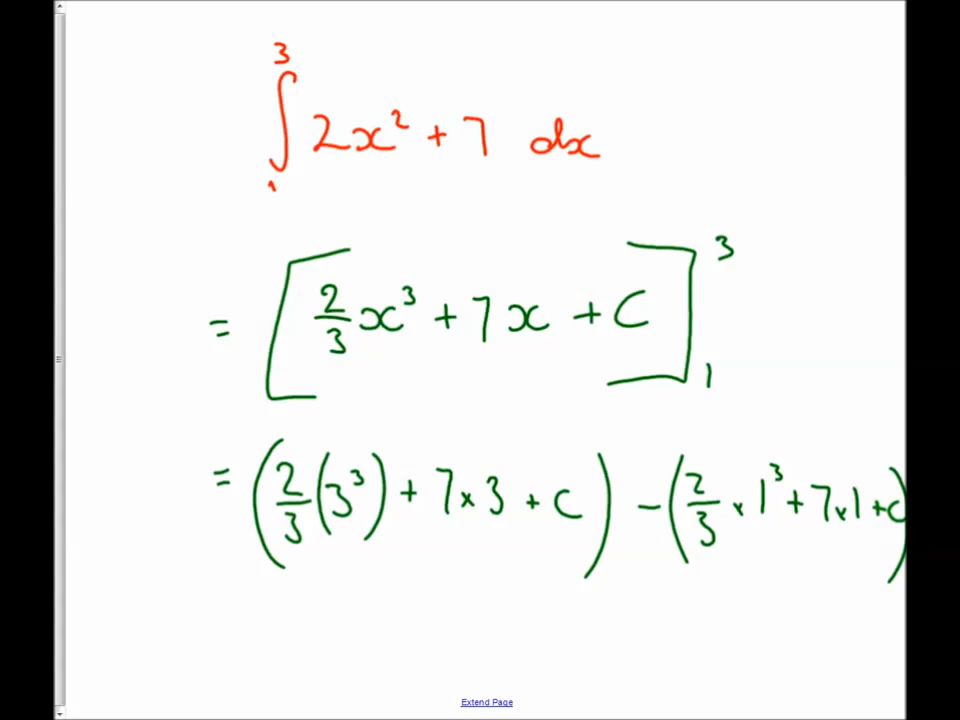 ∫₁³ 2x² + 7 dx
= [2/3 x³ + 7x + C]₁³
= (2/3 (3³) + 7×3 + c) − (2/3 × 1³ + 7×1 + c)
Extend Page